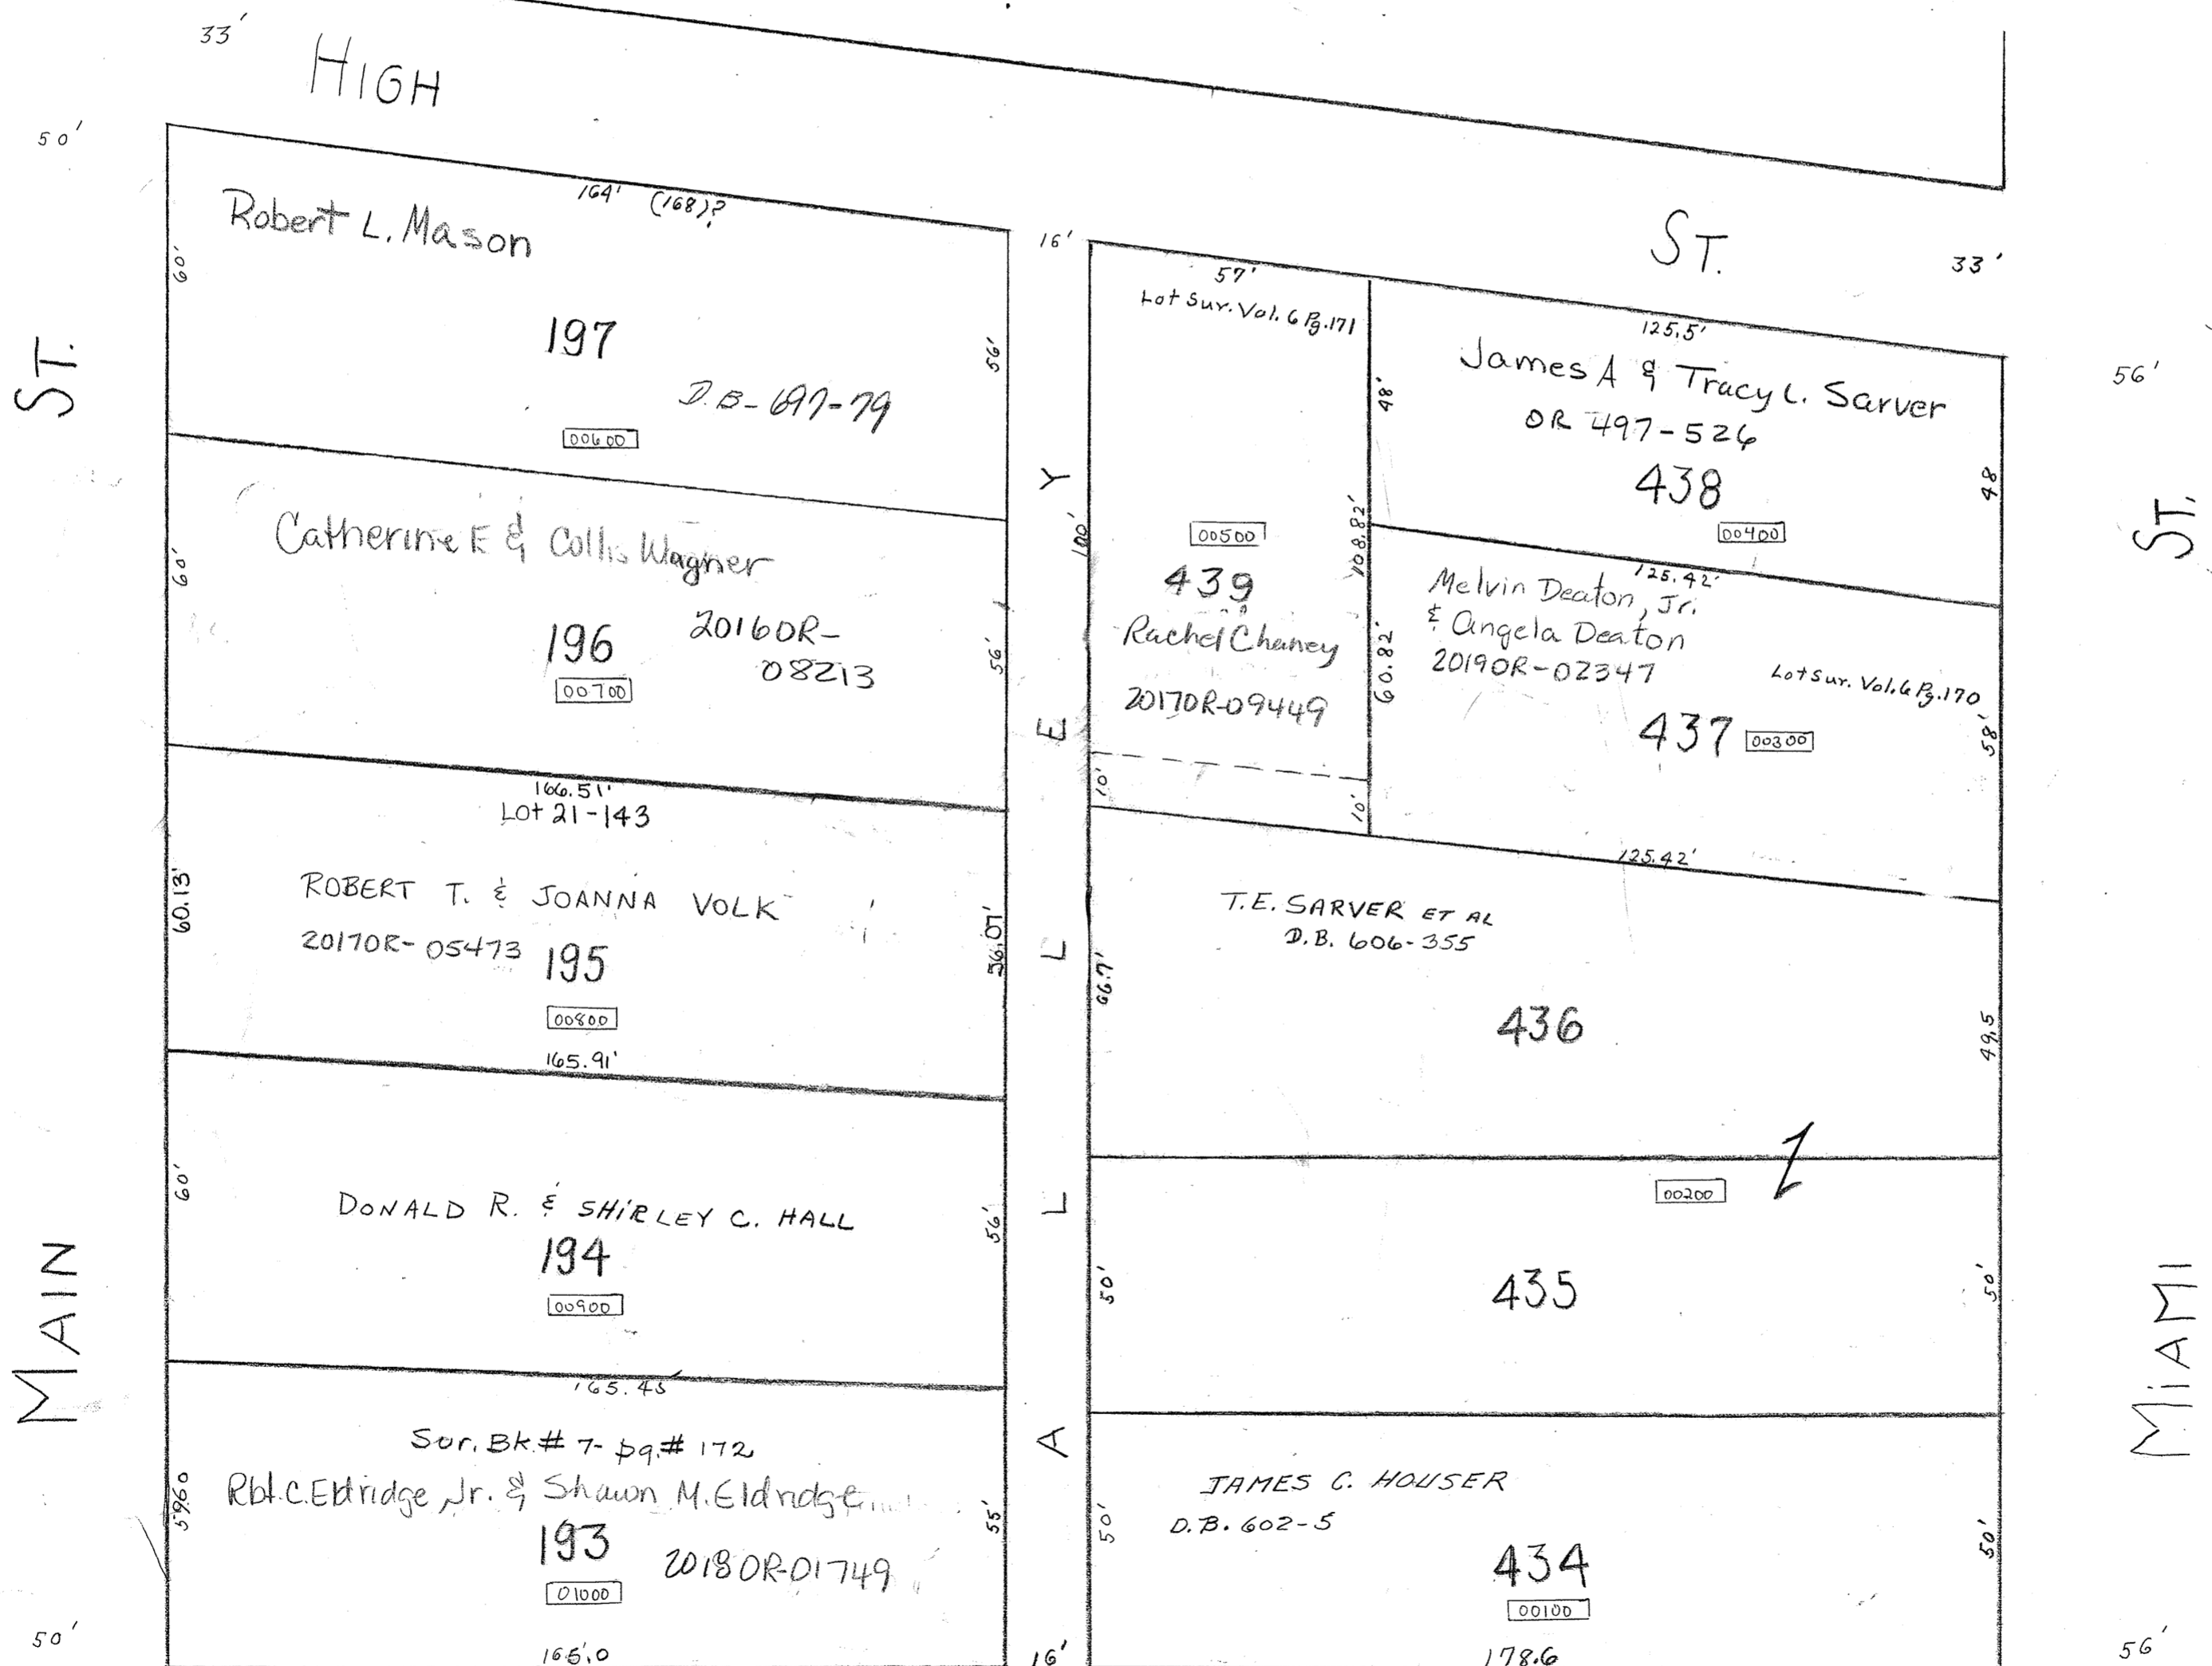 33'
HIGH
ST.
33'
50'
56'
16'
ST.
MAIN
50'
ALLEY
16'
ST.
MIAMI
56'
164' (168)?
Robert L. Mason
60'
197
56'
D.B-697-79
00600
Catherine E & Collis Wagner
60'
196
2016OR-
08213
56'
00700
166.51'
Lot 21-143
60.13'
ROBERT T. & JOANNA VOLK
2017OR-05473
195
56.07'
00800
165.91'
60'
DONALD R. & SHIRLEY C. HALL
194
56'
00900
165.45'
Sur. Bk.# 7- pg.# 172
Rbt. C. Eldridge, Jr. & Shawn M. Eldridge
59.60
193
2018OR-01749
55'
01000
165.0
57'
Lot Sur. Vol. 6 Pg. 171
100'
00500
439
Rachel Chaney
2017OR-09449
108.82'
10'
10'
125.5'
James A & Tracy L. Sarver
OR 497-526
48'
438
48
00400
125.42'
Melvin Deaton, Jr.
& Angela Deaton
2019OR-02347
Lot Sur. Vol. 6 Pg. 170
60.82'
437
00300
58'
125.42'
T.E. SARVER ET AL
D.B. 606-355
66.7'
436
49.5
00200
50'
435
50'
JAMES C. HOUSER
D.B. 602-5
50'
434
50'
00100
178.6